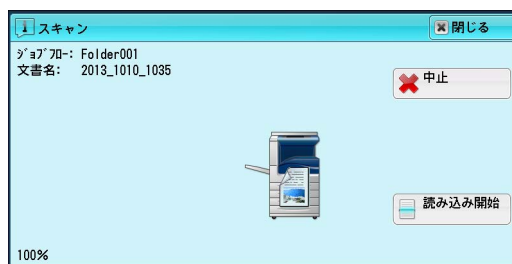 スキャン
閉じる
ｼﾞｮﾌﾞﾌﾛｰ: Folder001
文書名: 2013_1010_1035
中止
読み込み開始
100%